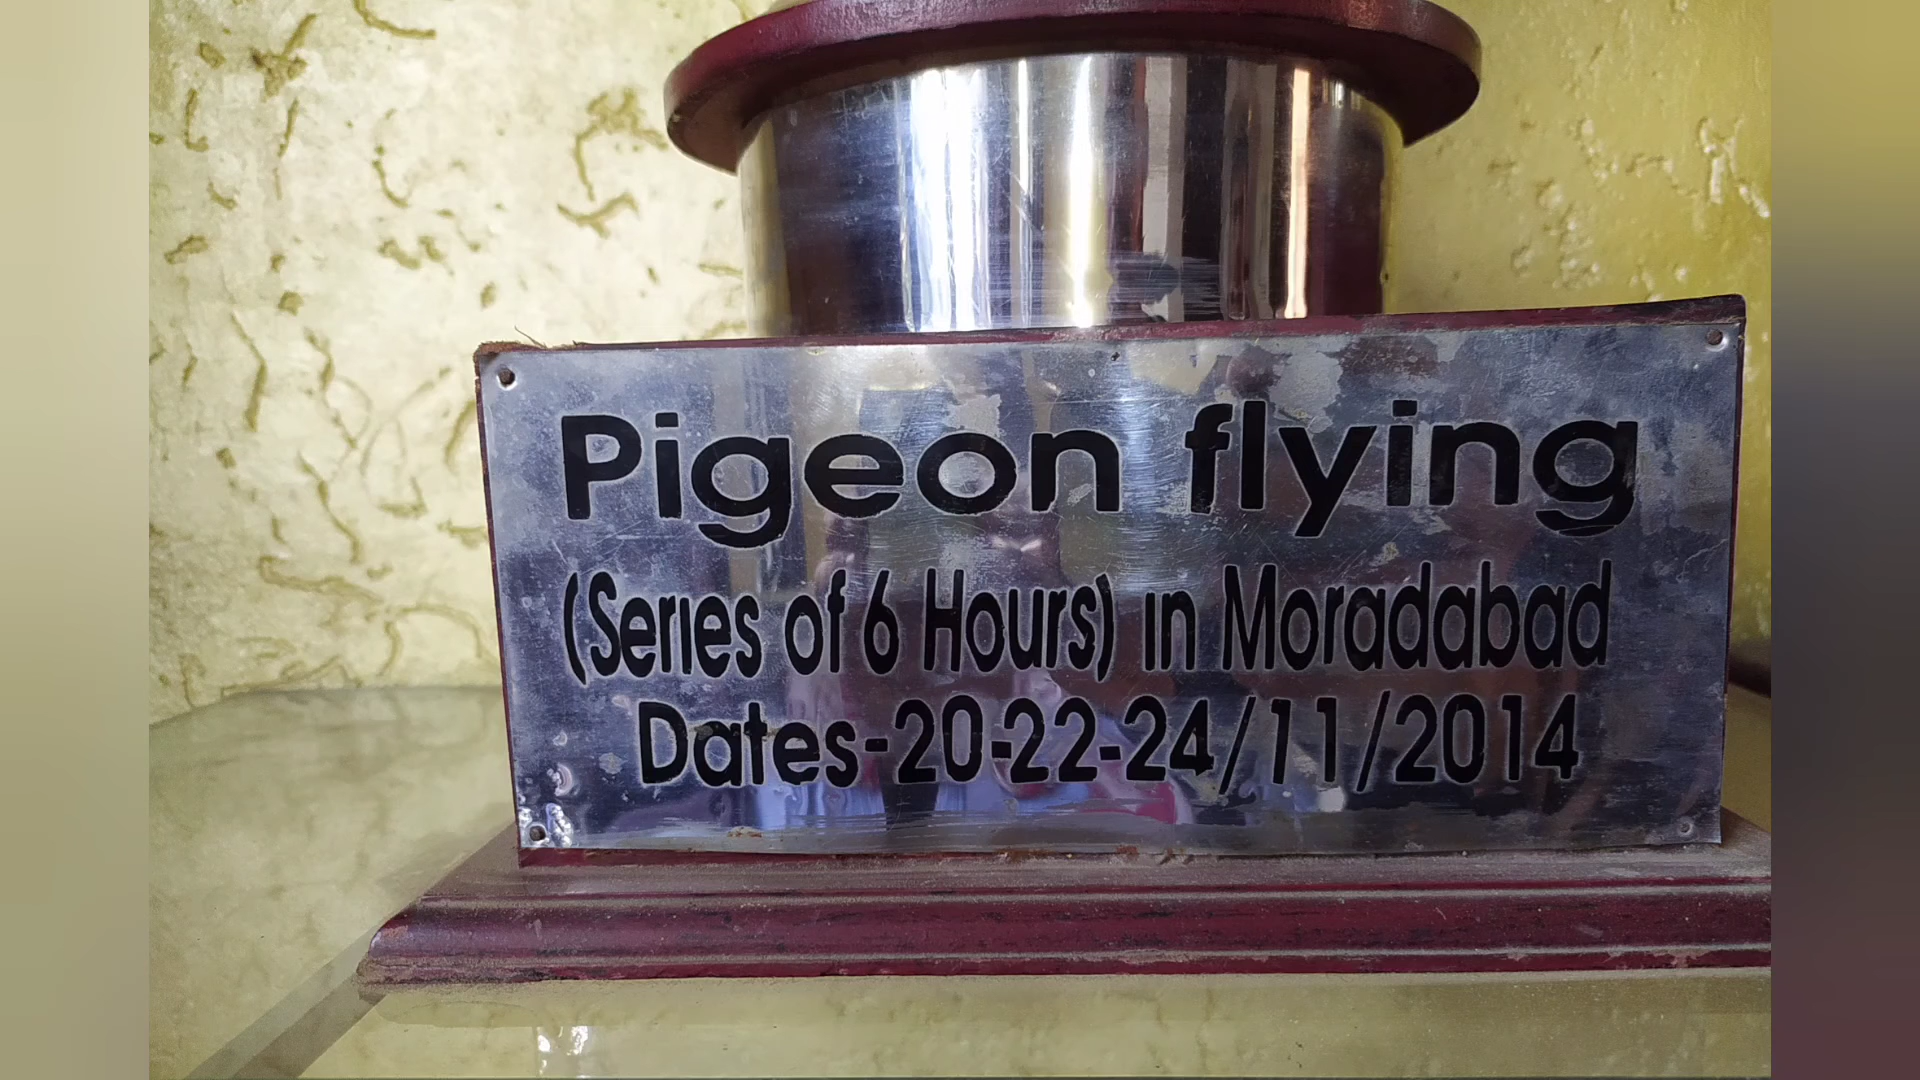 Pigeon flying
(Series of 6 Hours) in Moradabad
Dates-20-22-24/11/2014